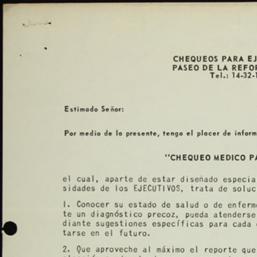 CHEQUEOS PARA EJ
PASEO DE LA REFOR
Tel.: 14-32-1
Estimado Señor:
Por medio de la presente, tengo el placer de inform
"CHEQUEO MEDICO PA
el cual, aparte de estar diseñado especia
sidades de los EJECUTIVOS, trata de soluc
1. Conocer su estado de salud o de enferme
te un diagnóstico precoz, pueda atenderse
diante sugestiones específicas para cada
tarse en el futuro.
2. Que aproveche al máximo el reporte que